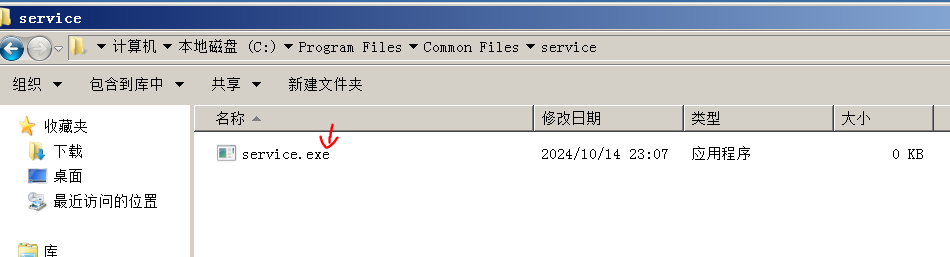 service
计算机 本地磁盘 (C:) Program Files Common Files service
组织 包含到库中 共享 新建文件夹
名称 修改日期 类型 大小
收藏夹
service.exe 2024/10/14 23:07 应用程序 0 KB
下载
桌面
最近访问的位置
库